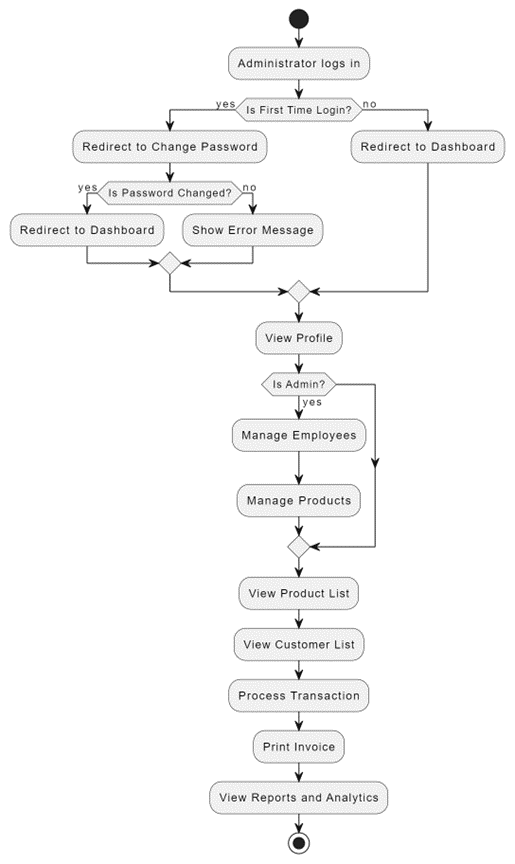 Administrator logs in
yes
Is First Time Login?
no
Redirect to Change Password
Redirect to Dashboard
yes
Is Password Changed?
no
Redirect to Dashboard
Show Error Message
View Profile
Is Admin?
yes
Manage Employees
Manage Products
View Product List
View Customer List
Process Transaction
Print Invoice
View Reports and Analytics